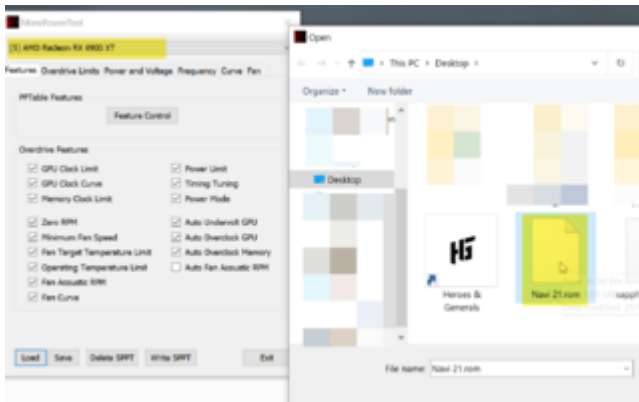 MorePowerTool
[5] AMD Radeon RX 6900 XT
Features Overdrive Limits Power and Voltage Frequency Curve Fan
PPTable Features
Feature Control
Overdrive Features
GPU Clock Limit
GPU Clock Curve
Memory Clock Limit
Zero RPM
Minimum Fan Speed
Fan Target Temperature Limit
Operating Temperature Limit
Fan Acoustic RPM
Fan Curve
Power Limit
Timing Tuning
Power Mode
Auto Undervolt GPU
Auto Overclock GPU
Auto Overclock Memory
Auto Fan Acoustic RPM
Load Save Delete SPPT Write SPPT Exit
Open
This PC > Desktop >
Organize New folder
Desktop
HG
Heroes &
Generals
Navi 21.rom
sapph
File name: Navi 21.rom